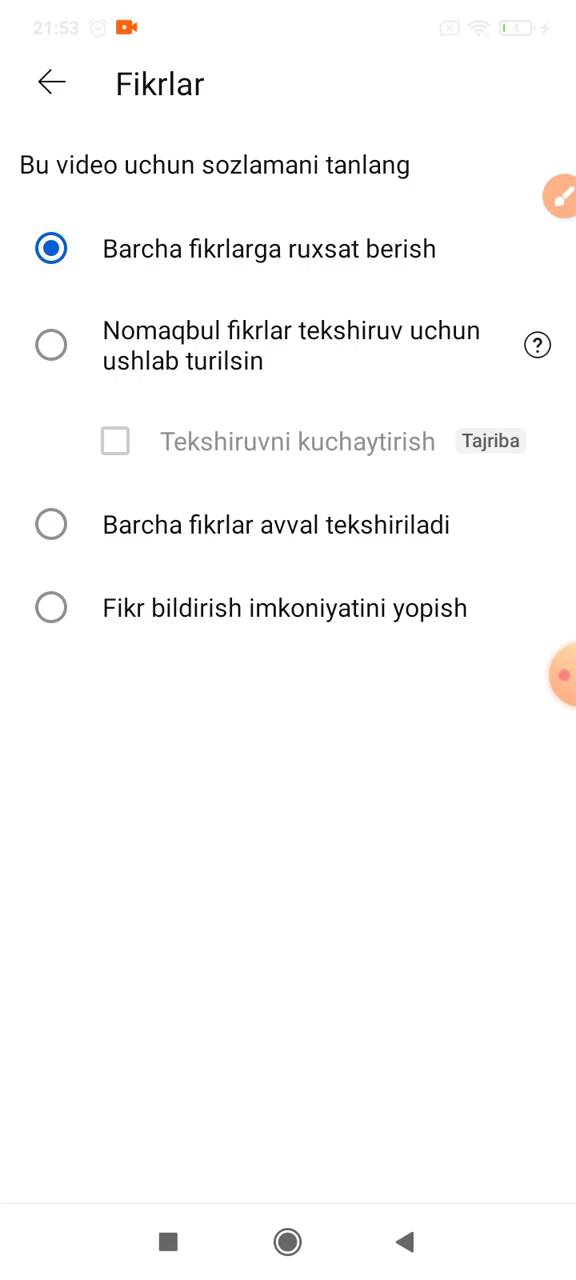 21:53
4
Fikrlar
Bu video uchun sozlamani tanlang
Barcha fikrlarga ruxsat berish
Nomaqbul fikrlar tekshiruv uchun
ushlab turilsin
?
Tekshiruvni kuchaytirish Tajriba
Barcha fikrlar avval tekshiriladi
Fikr bildirish imkoniyatini yopish